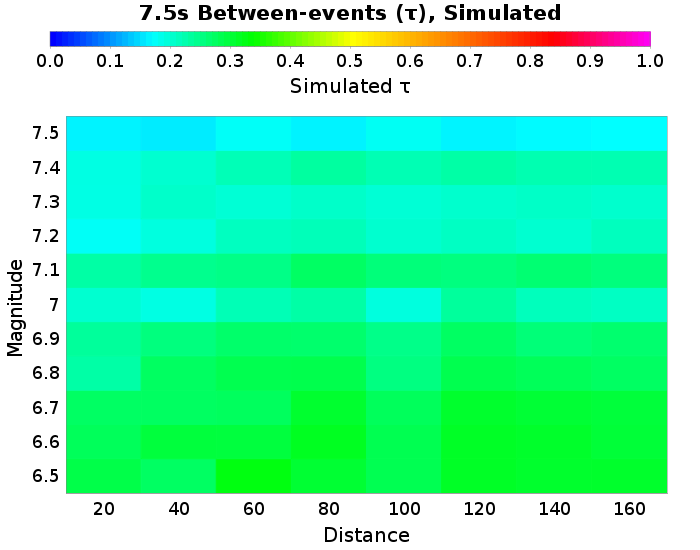 7.5s Between-events (τ), Simulated
0.0 0.1 0.2 0.3 0.4 0.5 0.6 0.7 0.8 0.9 1.0
Simulated τ
7.5
7.4
7.3
7.2
7.1
7
6.9
6.8
6.7
6.6
6.5
Magnitude
20 40 60 80 100 120 140 160
Distance